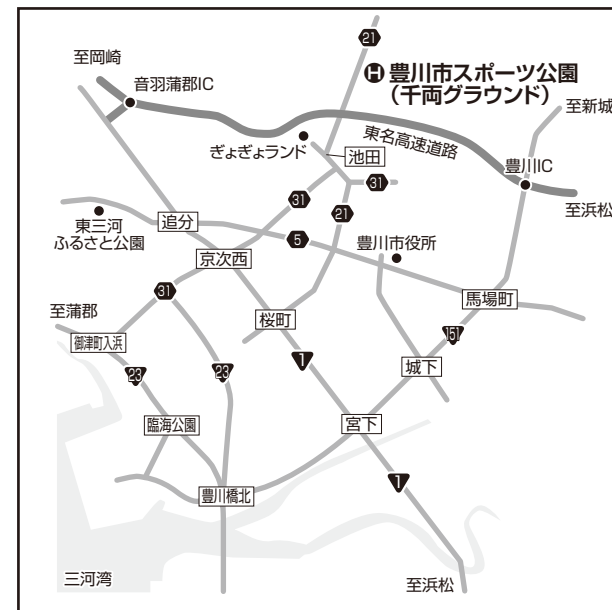 21
至岡崎
音羽蒲郡IC
H 豊川市スポーツ公園
(千両グラウンド)
至新城
ぎょぎょランド
東名高速道路
池田
豊川IC
31
31
21
至浜松
東三河
ふるさと公園
追分
5
豊川市役所
京次西
31
馬場町
至蒲郡
桜町
151
御津町入浜
1
城下
23
23
臨海公園
宮下
1
豊川橋北
三河湾
至浜松